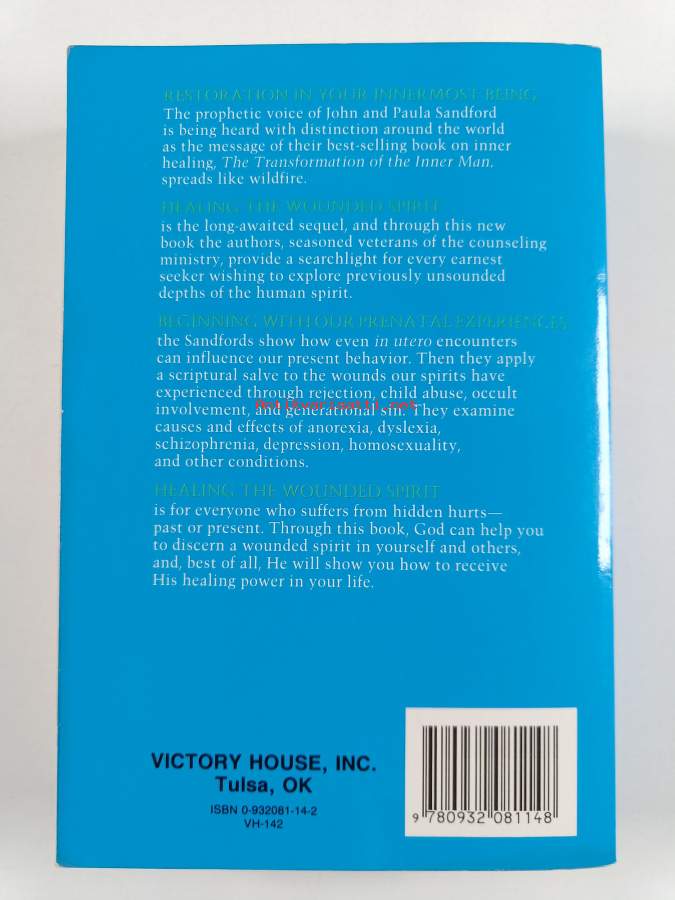 RESTORATION IN YOUR INNERMOST BEING
The prophetic voice of John and Paula Sandford
is being heard with distinction around the world
as the message of their best-selling book on inner
healing, The Transformation of the Inner Man,
spreads like wildfire.
HEALING THE WOUNDED SPIRIT
is the long-awaited sequel, and through this new
book the authors, seasoned veterans of the counseling
ministry, provide a searchlight for every earnest
seeker wishing to explore previously unsounded
depths of the human spirit.
BEGINNING WITH OUR PRENATAL EXPERIENCES,
the Sandfords show how even in utero encounters
can influence our present behavior. Then they apply
a scriptural salve to the wounds our spirits have
experienced through rejection, child abuse, occult
Antikvariaatti.net
involvement, and generational sin. They examine
causes and effects of anorexia, dyslexia,
schizophrenia, depression, homosexuality,
and other conditions.
HEALING THE WOUNDED SPIRIT
is for everyone who suffers from hidden hurts—
past or present. Through this book, God can help you
to discern a wounded spirit in yourself and others,
and, best of all, He will show you how to receive
His healing power in your life.
VICTORY HOUSE, INC.
Tulsa, OK
ISBN 0-932081-14-2
VH-142
9 780932 081148